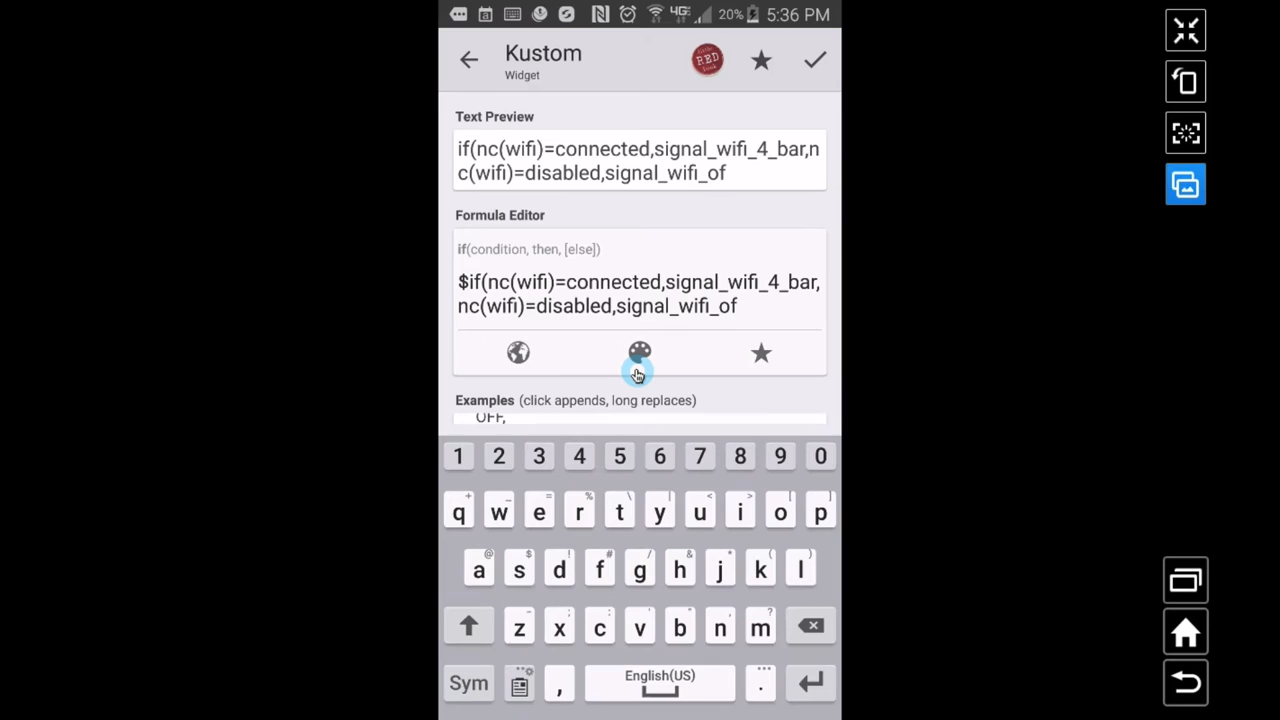 20% 5:36 PM
Kustom
Widget
RED
Text Preview
if(nc(wifi)=connected,signal_wifi_4_bar,n
c(wifi)=disabled,signal_wifi_of
Formula Editor
if(condition, then, [else])
$if(nc(wifi)=connected,signal_wifi_4_bar,
nc(wifi)=disabled,signal_wifi_of
Examples (click appends, long replaces)
OFF,
1 2 3 4 5 6 7 8 9 0
q w e r t y u i o p
a s d f g h j k l
z x c v b n m
Sym , English(US) .